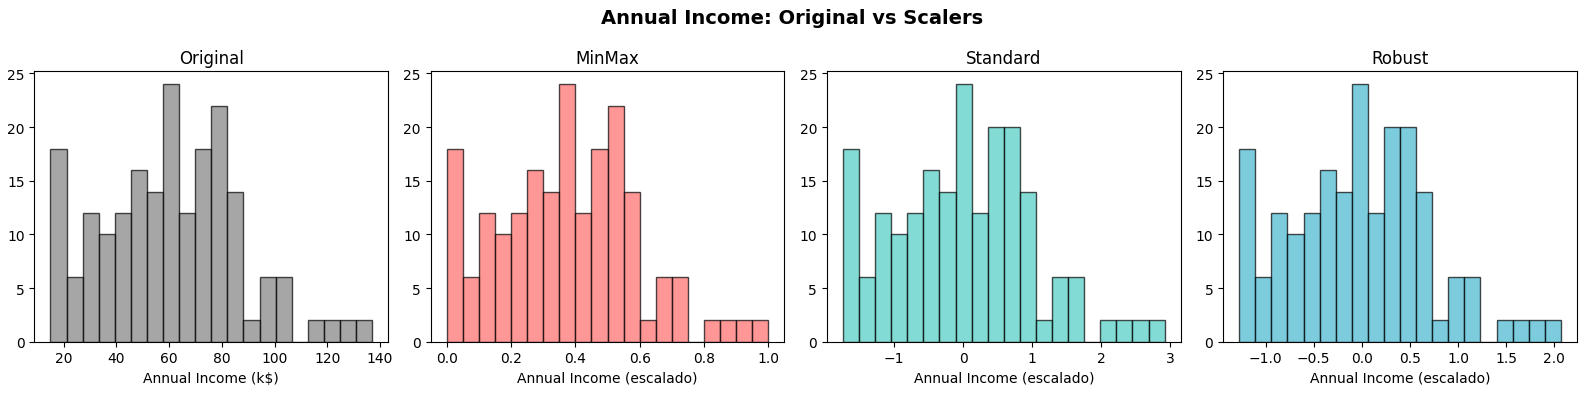 Annual Income: Original vs Scalers
Original
25
20
15
10
5
0
20 40 60 80 100 120 140
Annual Income (k$)
MinMax
25
20
15
10
5
0
0.0 0.2 0.4 0.6 0.8 1.0
Annual Income (escalado)
Standard
25
20
15
10
5
0
−1 0 1 2 3
Annual Income (escalado)
Robust
25
20
15
10
5
0
−1.0 −0.5 0.0 0.5 1.0 1.5 2.0
Annual Income (escalado)